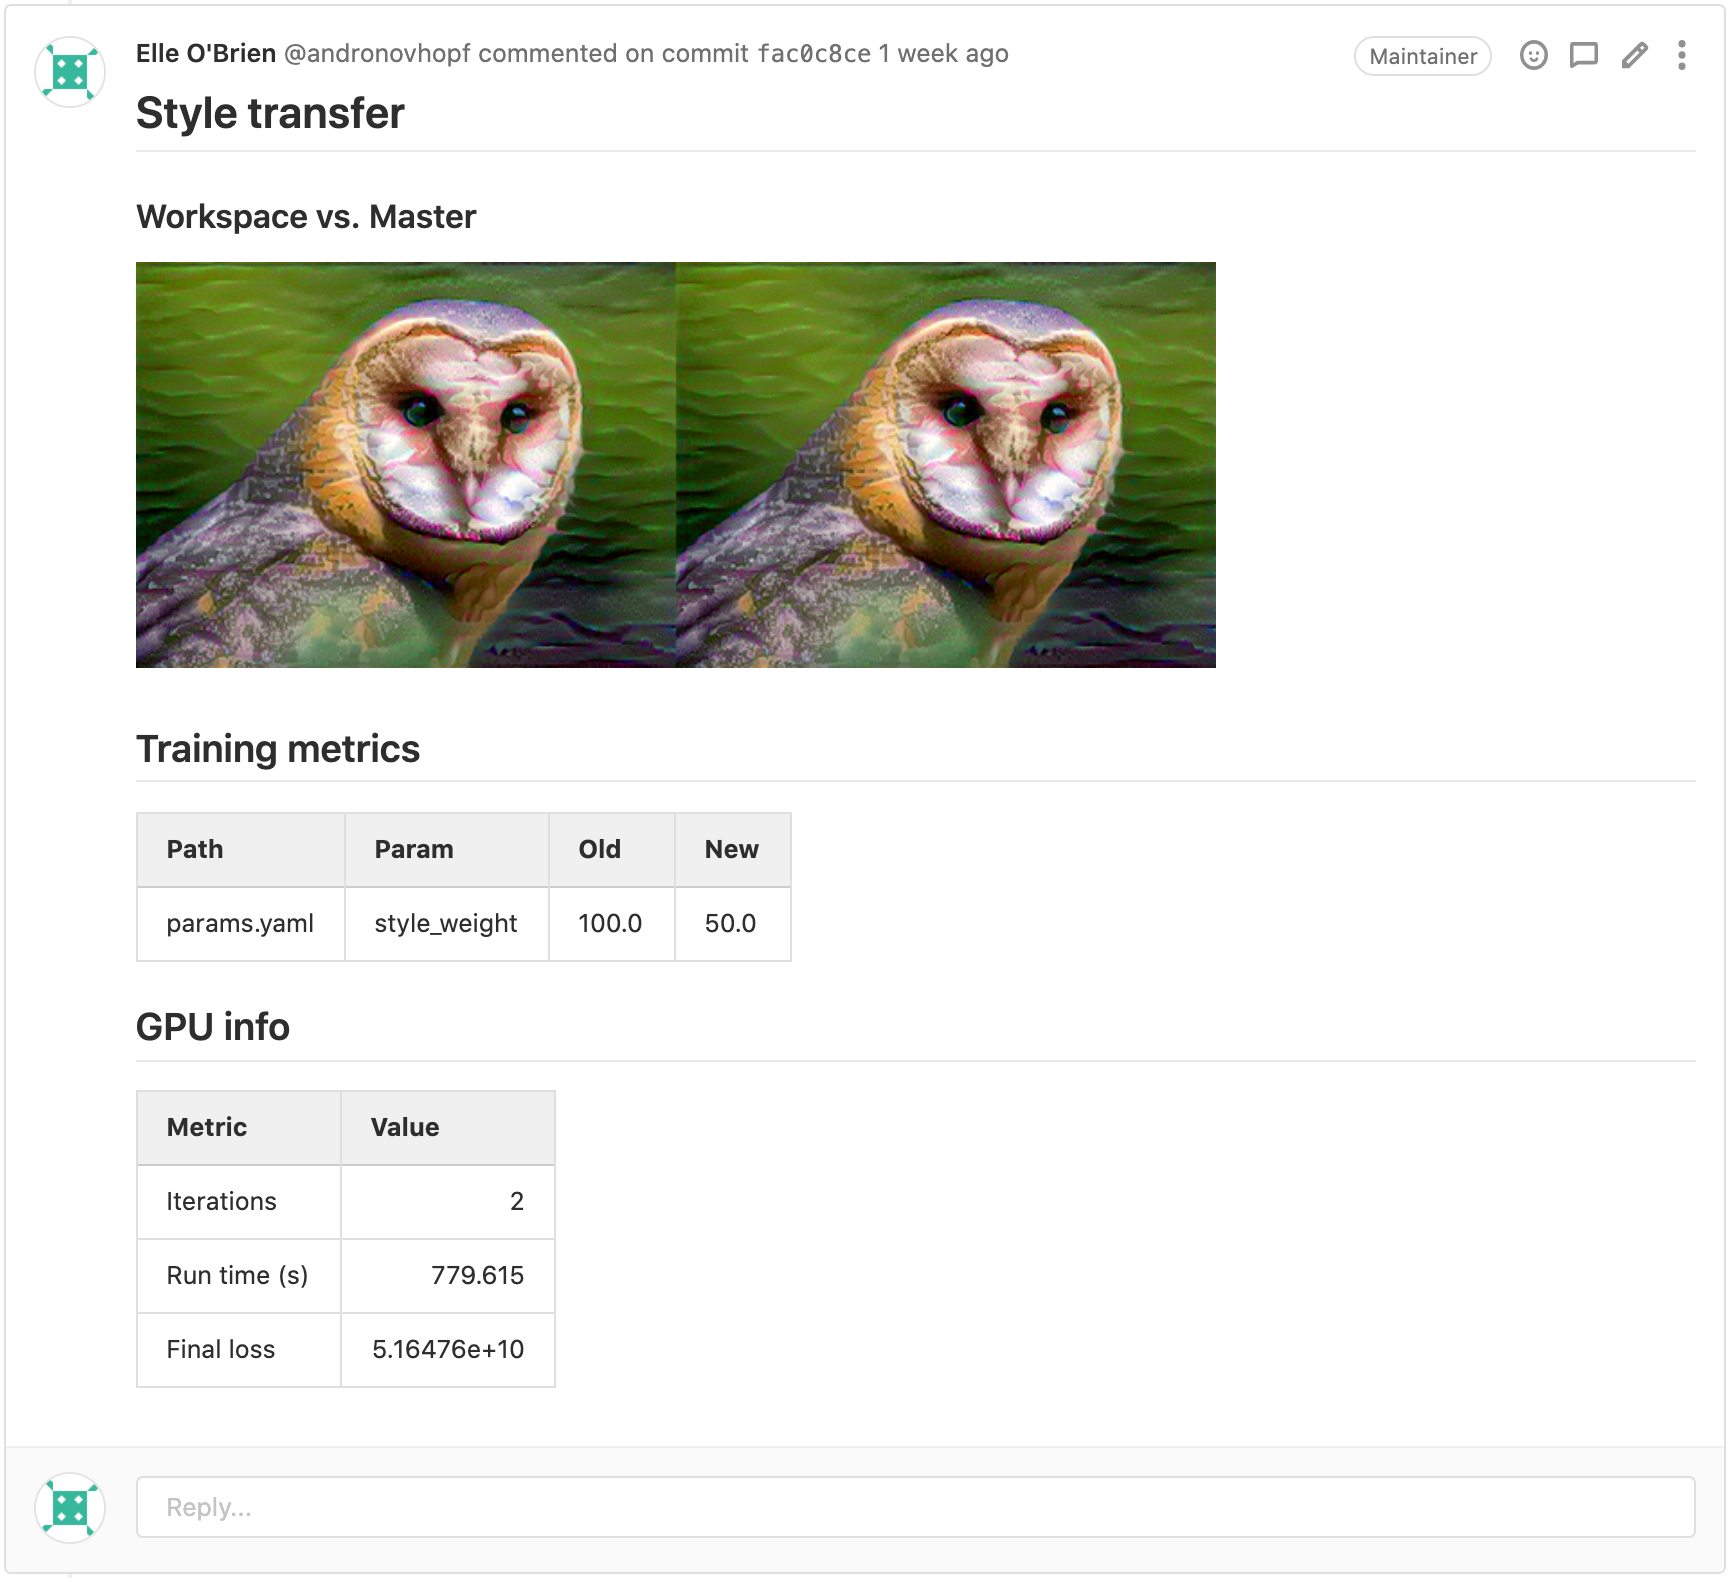 Elle O'Brien @andronovhopf commented on commit fac0c8ce 1 week ago Maintainer
Style transfer
Workspace vs. Master
Training metrics
Path Param Old New
params.yaml style_weight 100.0 50.0
GPU info
Metric Value
Iterations 2
Run time (s) 779.615
Final loss 5.16476e+10
Reply...